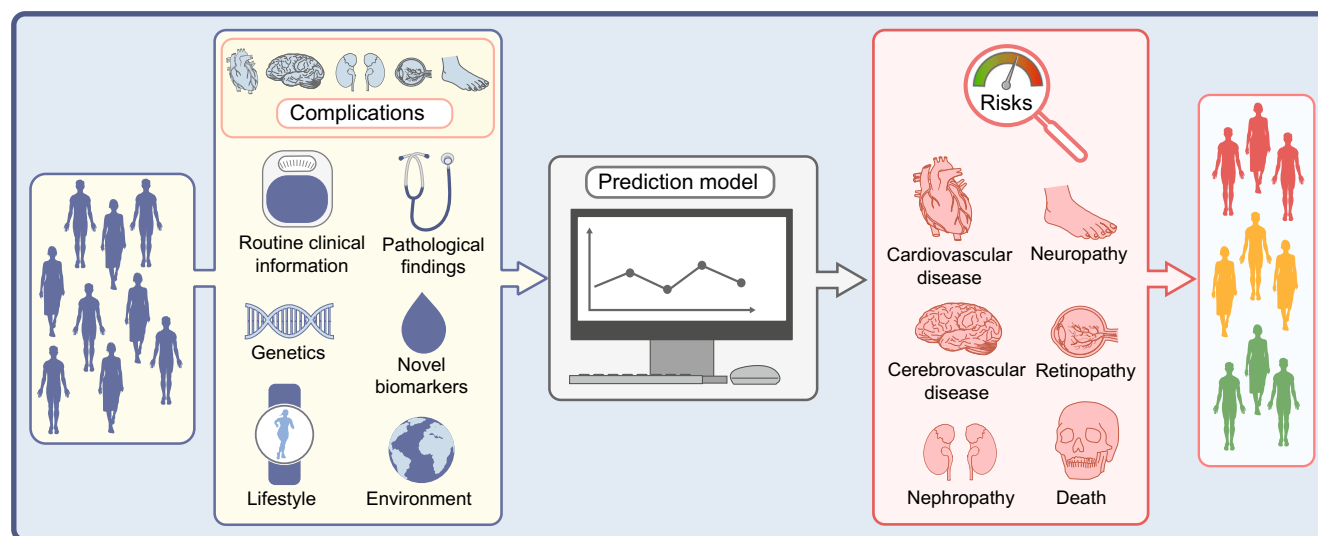 Complications
Routine clinical
information
Pathological
findings
Genetics
Novel
biomarkers
Lifestyle
Environment
Prediction model
Risks
Cardiovascular
disease
Neuropathy
Cerebrovascular
disease
Retinopathy
Nephropathy
Death